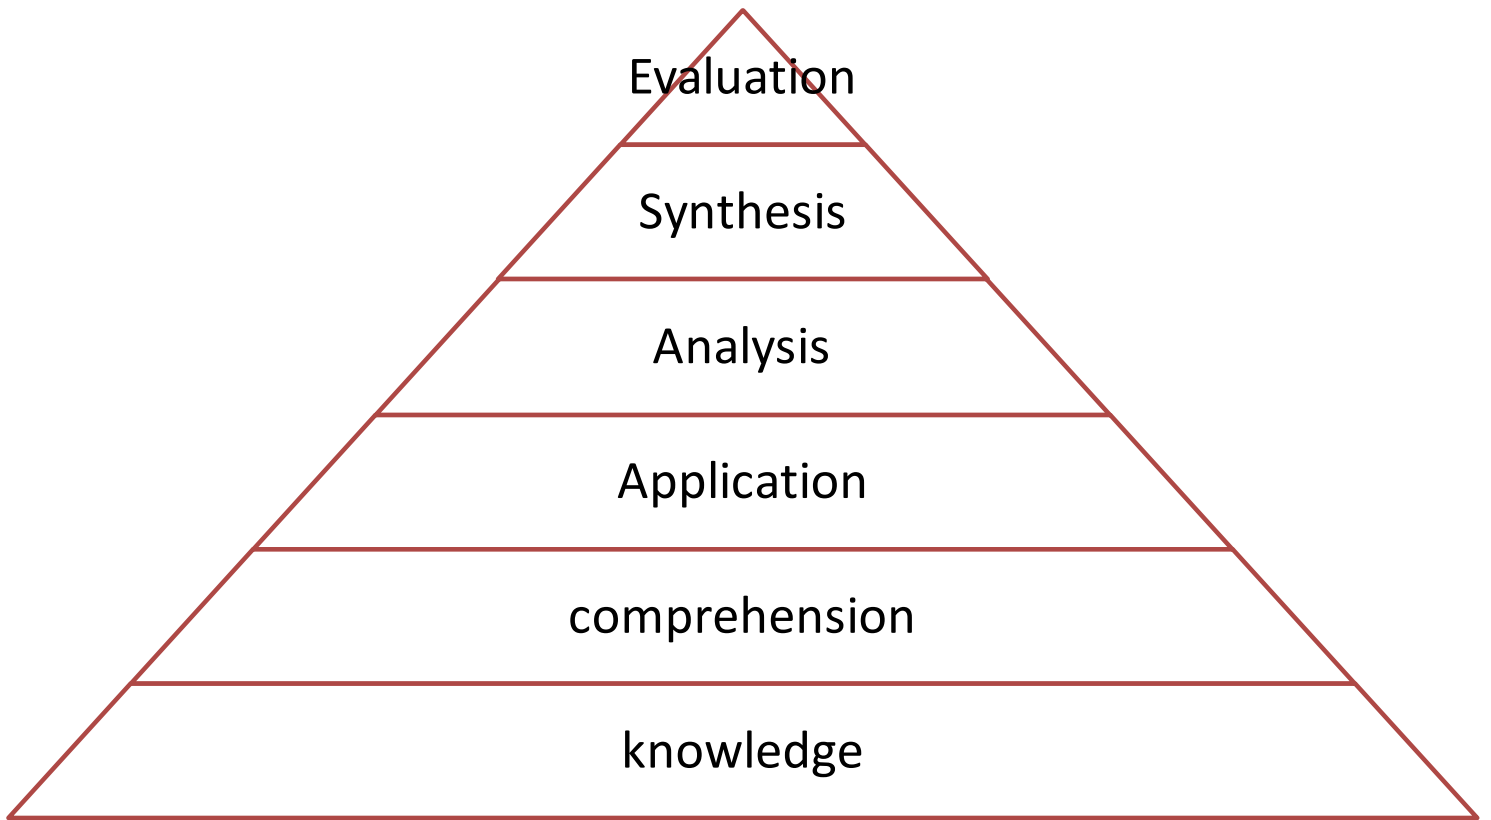 Evaluation
Synthesis
Analysis
Application
comprehension
knowledge